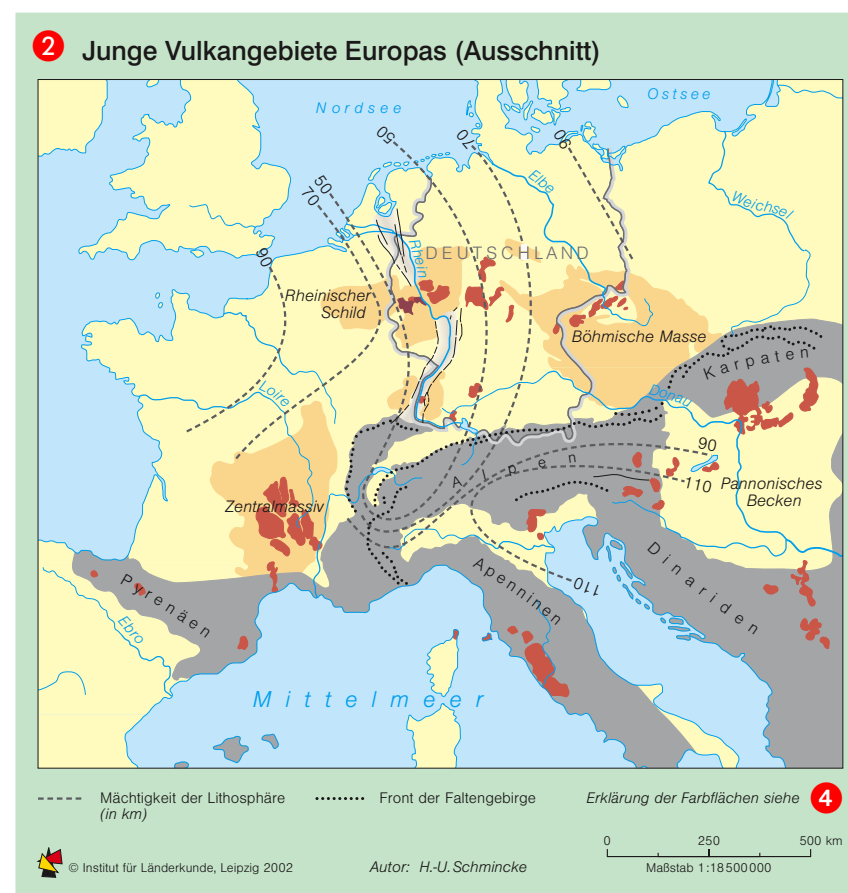 2 Junge Vulkangebiete Europas (Ausschnitt)
Nordsee
Ostsee
50
70
90
50
70
90
Elbe
Weichsel
Rhein
DEUTSCHLAND
Rheinischer
Schild
Böhmische Masse
Karpaten
Loire
Donau
90
110
Alpen
Pannonisches
Becken
Zentralmassiv
Pyrenäen
Ebro
Apenninen
110
Dinariden
Mittelmeer
Mächtigkeit der Lithosphäre
(in km)
Front der Faltengebirge
Erklärung der Farbflächen siehe 4
0 250 500 km
Maßstab 1:18500000
© Institut für Länderkunde, Leipzig 2002
Autor: H.-U. Schmincke